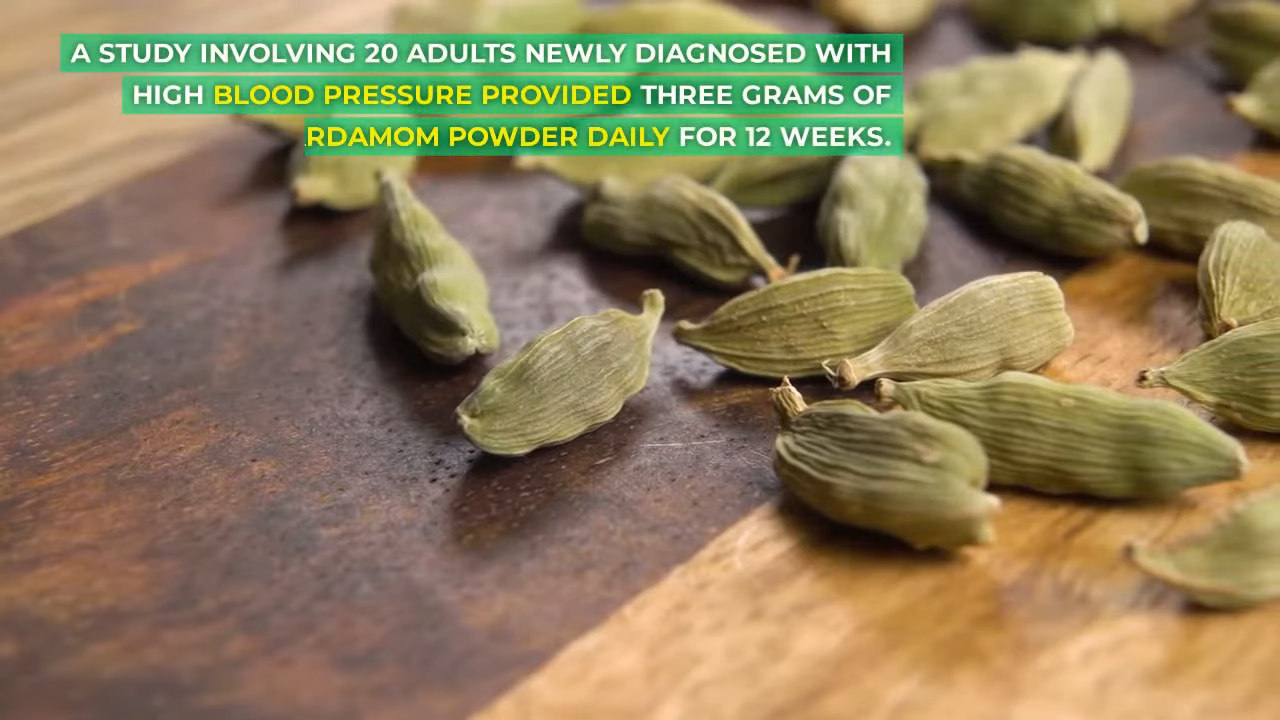 A STUDY INVOLVING 20 ADULTS NEWLY DIAGNOSED WITH
HIGH BLOOD PRESSURE PROVIDED THREE GRAMS OF
RDAMOM POWDER DAILY FOR 12 WEEKS.